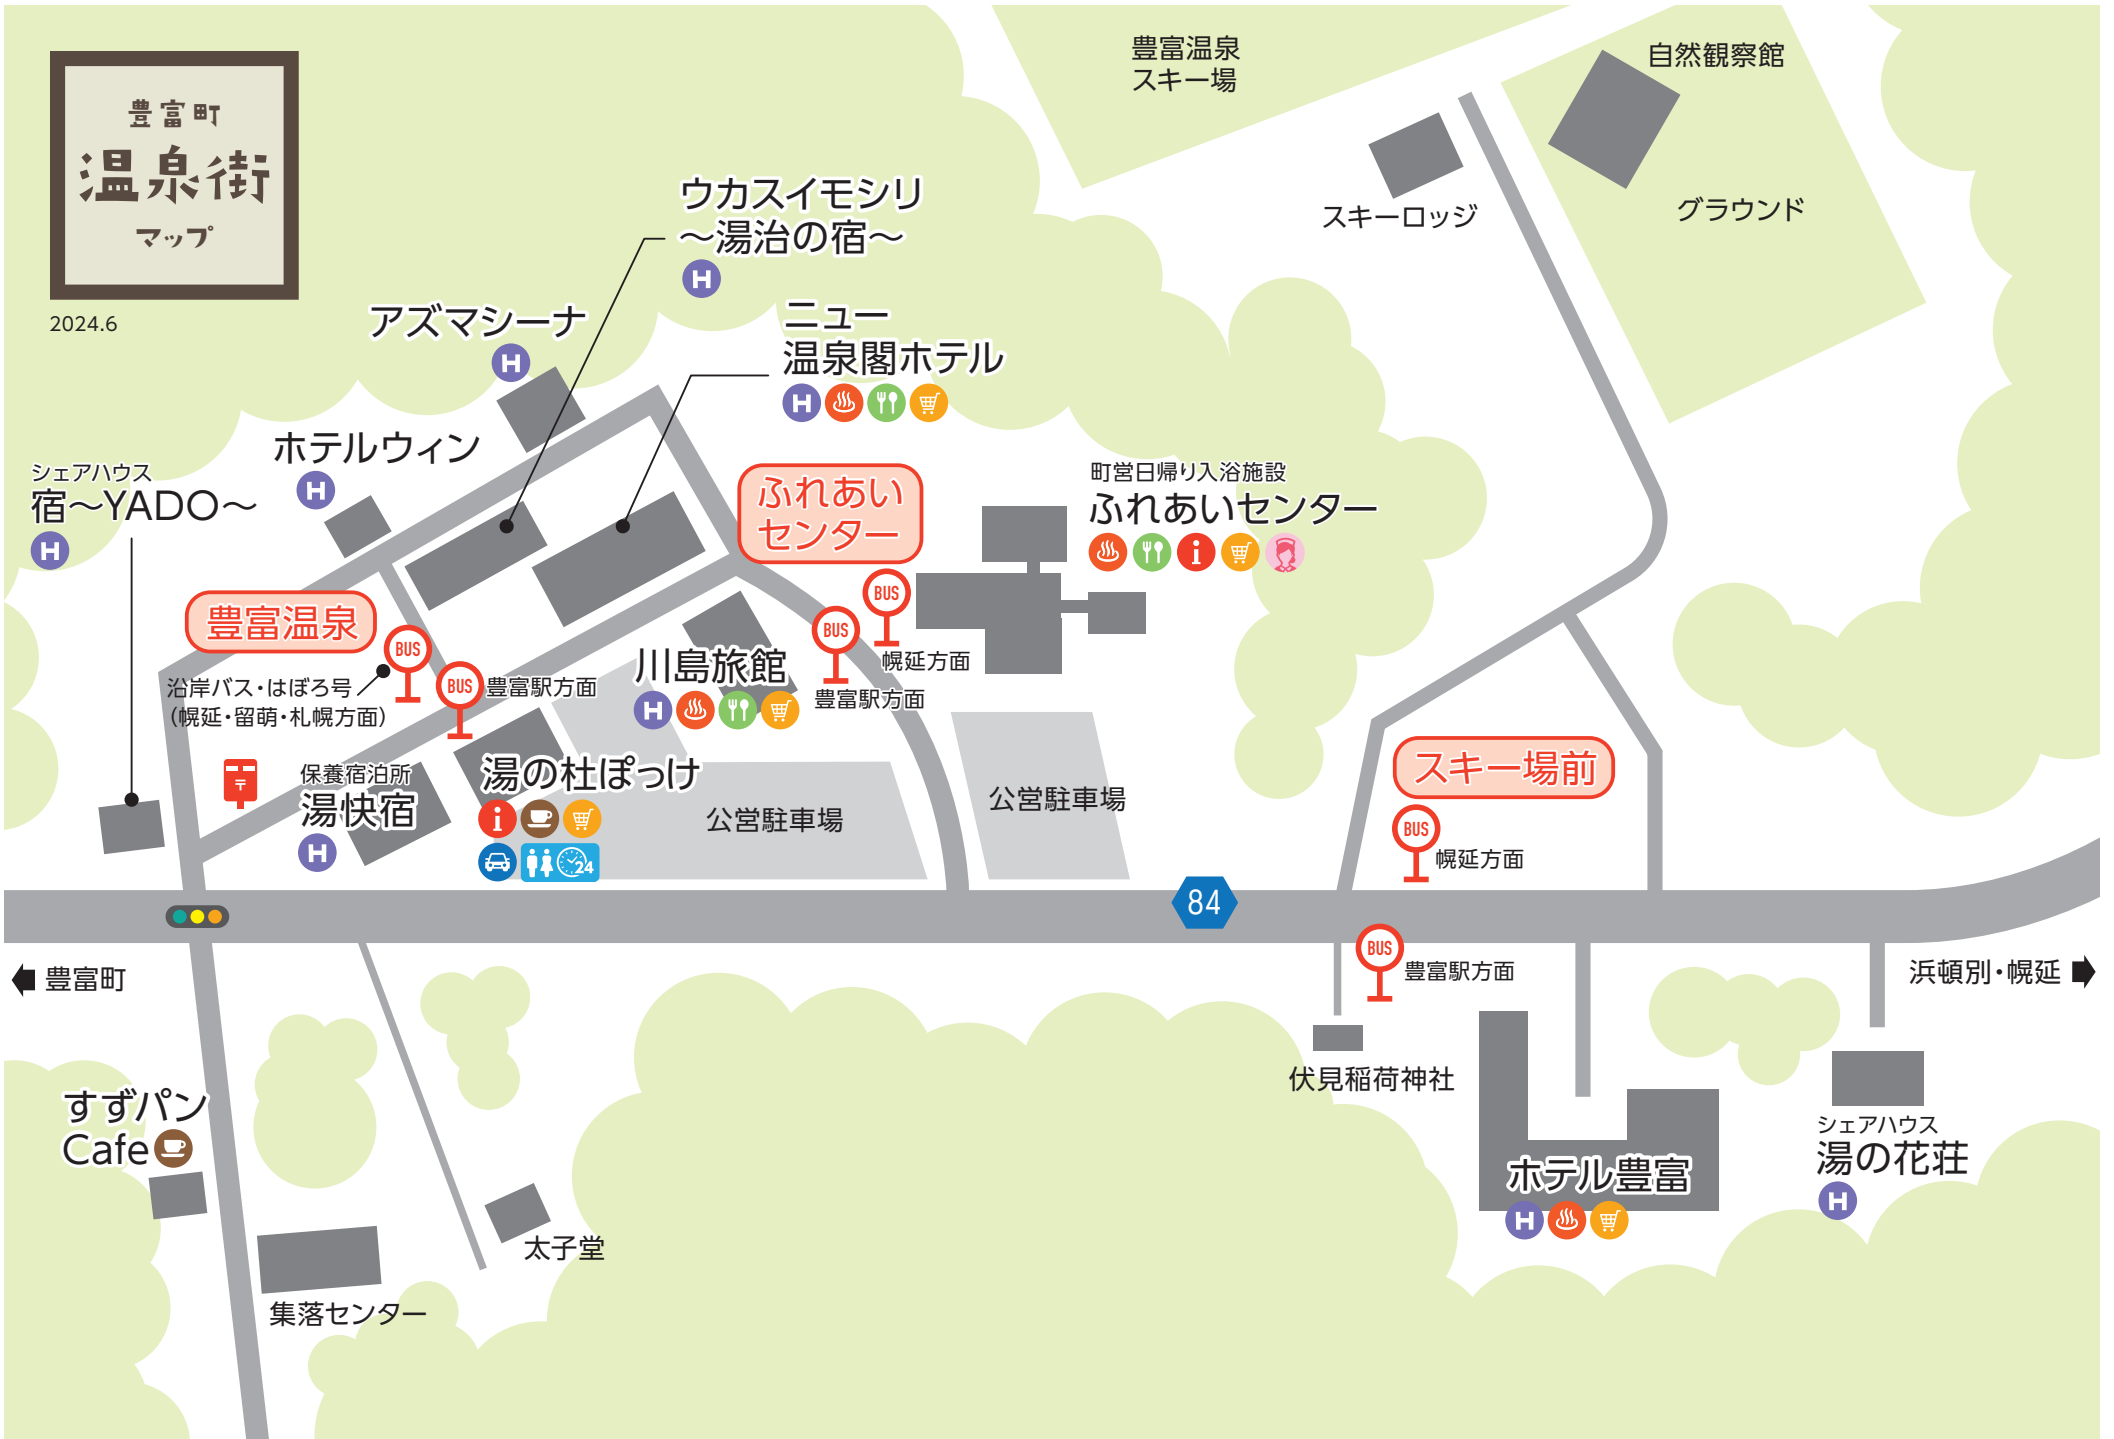 豊富町
温泉街
マップ
2024.6
豊富温泉
スキー場
自然観察館
スキーロッジ
グラウンド
ウカスイモシリ
～湯治の宿～
H
アズマシーナ
H
ニュー
温泉閣ホテル
H
ホテルウィン
H
シェアハウス
宿～YADO～
H
ふれあい
センター
町営日帰り入浴施設
ふれあいセンター
i
BUS
幌延方面
BUS
豊富駅方面
豊富温泉
BUS
沿岸バス・はぼろ号
（幌延・留萌・札幌方面）
BUS
豊富駅方面
川島旅館
H
〒
保養宿泊所
湯快宿
H
湯の杜ぽっけ
i
24
公営駐車場
公営駐車場
スキー場前
BUS
幌延方面
84
BUS
豊富駅方面
豊富町
浜頓別・幌延
伏見稲荷神社
すずパン
Cafe
太子堂
集落センター
ホテル豊富
H
シェアハウス
湯の花荘
H